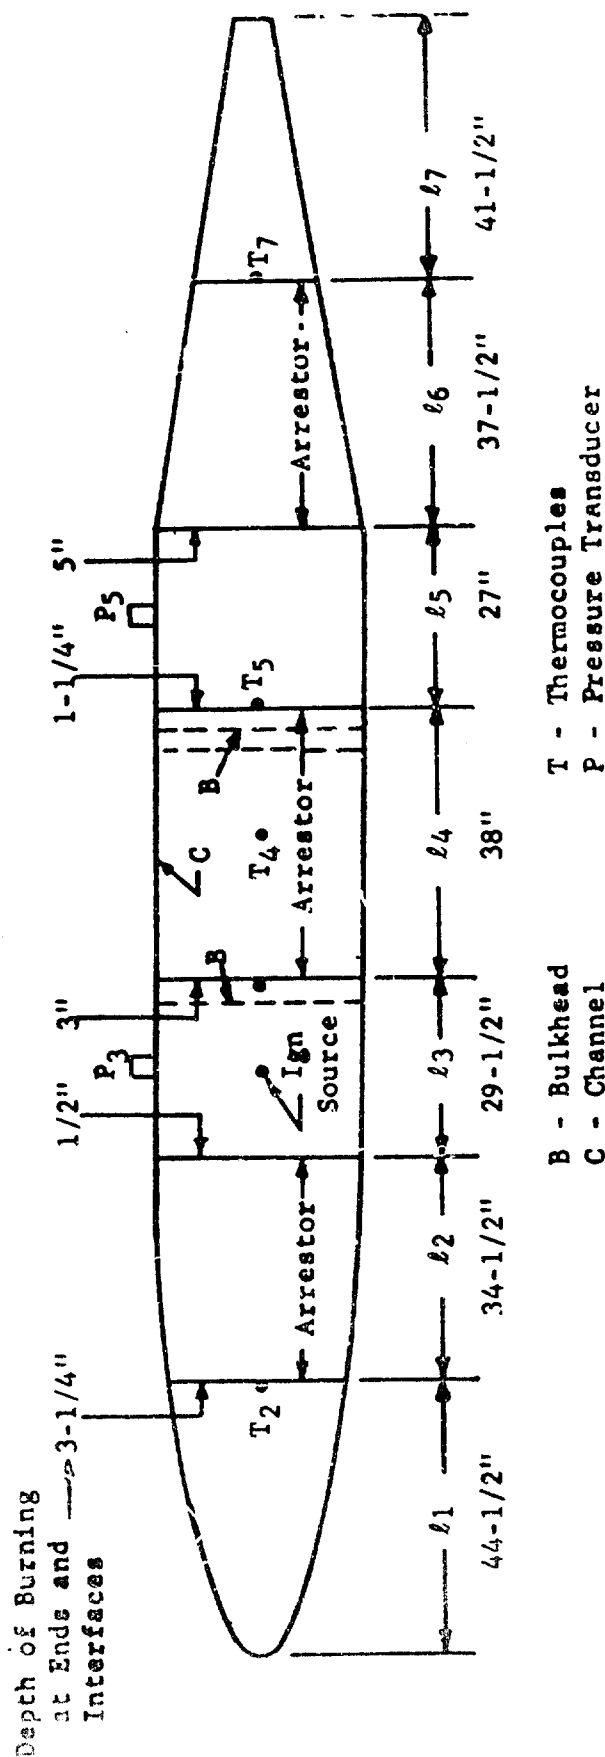 Depth of Burning
at Ends and
Interfaces
3-1/4"
1/2"
3"
1-1/4"
5"
P3
P5
T2
Arrestor
Ign
Source
B
Arrestor
T4
C
B
T5
Arrestor
T7
l1
l2
l3
l4
l5
l6
l7
44-1/2"
34-1/2"
29-1/2"
38"
27"
37-1/2"
41-1/2"
B - Bulkhead
C - Channel
T - Thermocouples
P - Pressure Transducer